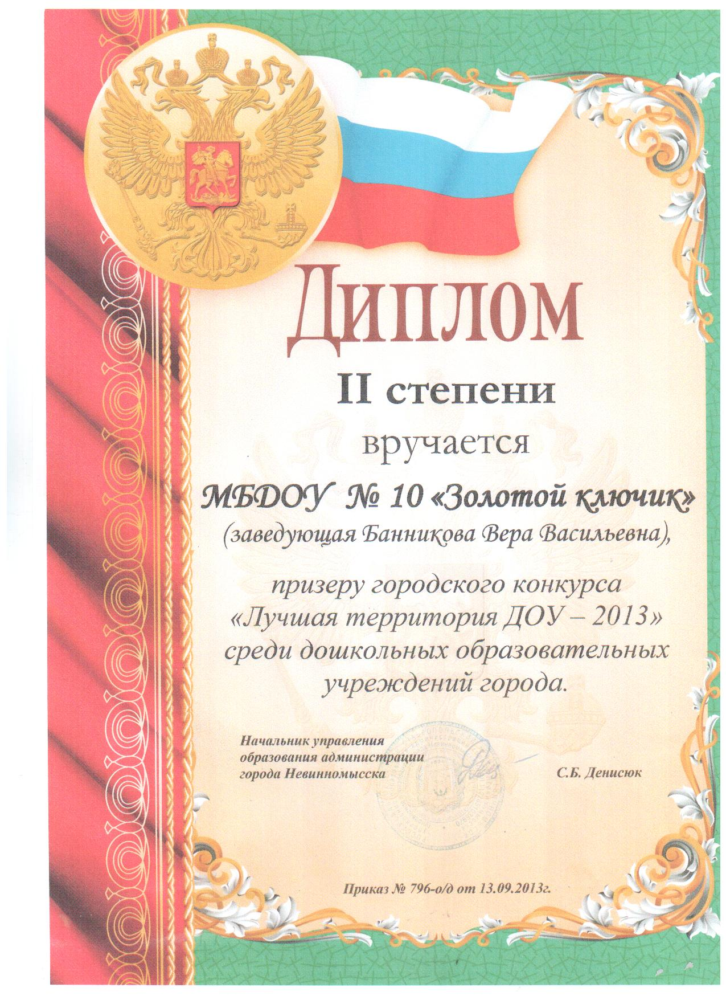 Диплом
II степени
вручается
МБДОУ № 10 «Золотой ключик»
(заведующая Банникова Вера Васильевна),
призеру городского конкурса
«Лучшая территория ДОУ – 2013»
среди дошкольных образовательных
учреждений города.
Начальник управления
образования администрации
города Невинномысска
С.Б. Денисюк
Приказ № 796-о/д от 13.09.2013г.